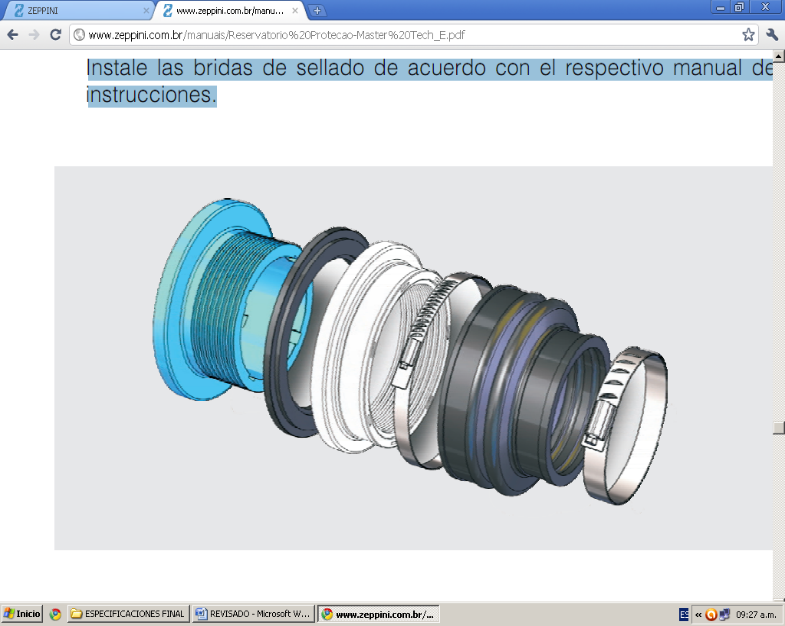 ZEPPINI
www.zeppini.com.br/manu...
www.zeppini.com.br/manuais/Reservatorio%20Protecao-Master%20Tech_E.pdf
Instale las bridas de sellado de acuerdo con el respectivo manual de
instrucciones.
Inicio
ESPECIFICACIONES FINAL
REVISADO - Microsoft W...
www.zeppini.com.br/...
ES
09:27 a.m.